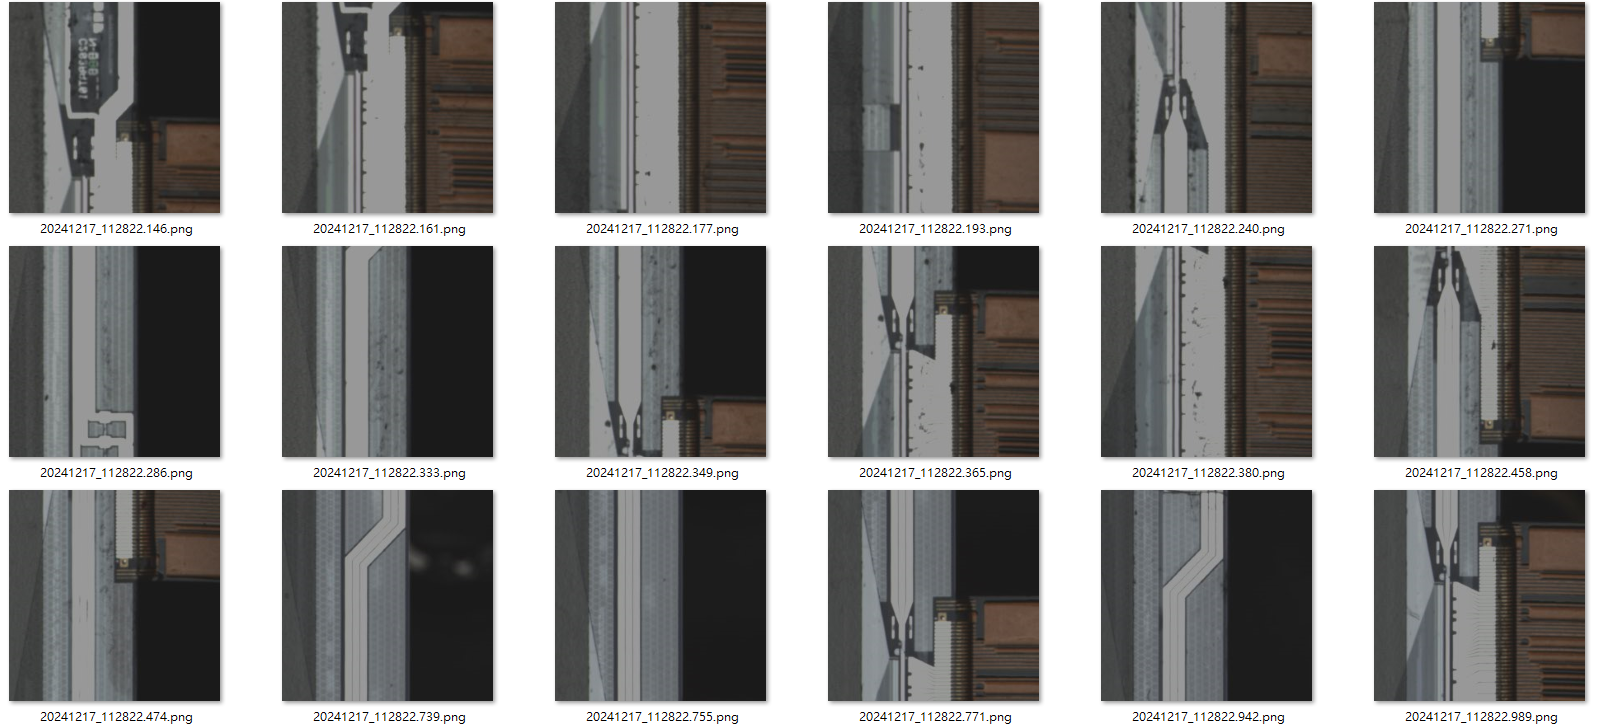 20241217_112822.146.png
20241217_112822.161.png
20241217_112822.177.png
20241217_112822.193.png
20241217_112822.240.png
20241217_112822.271.png
20241217_112822.286.png
20241217_112822.333.png
20241217_112822.349.png
20241217_112822.365.png
20241217_112822.380.png
20241217_112822.458.png
20241217_112822.474.png
20241217_112822.739.png
20241217_112822.755.png
20241217_112822.771.png
20241217_112822.942.png
20241217_112822.989.png